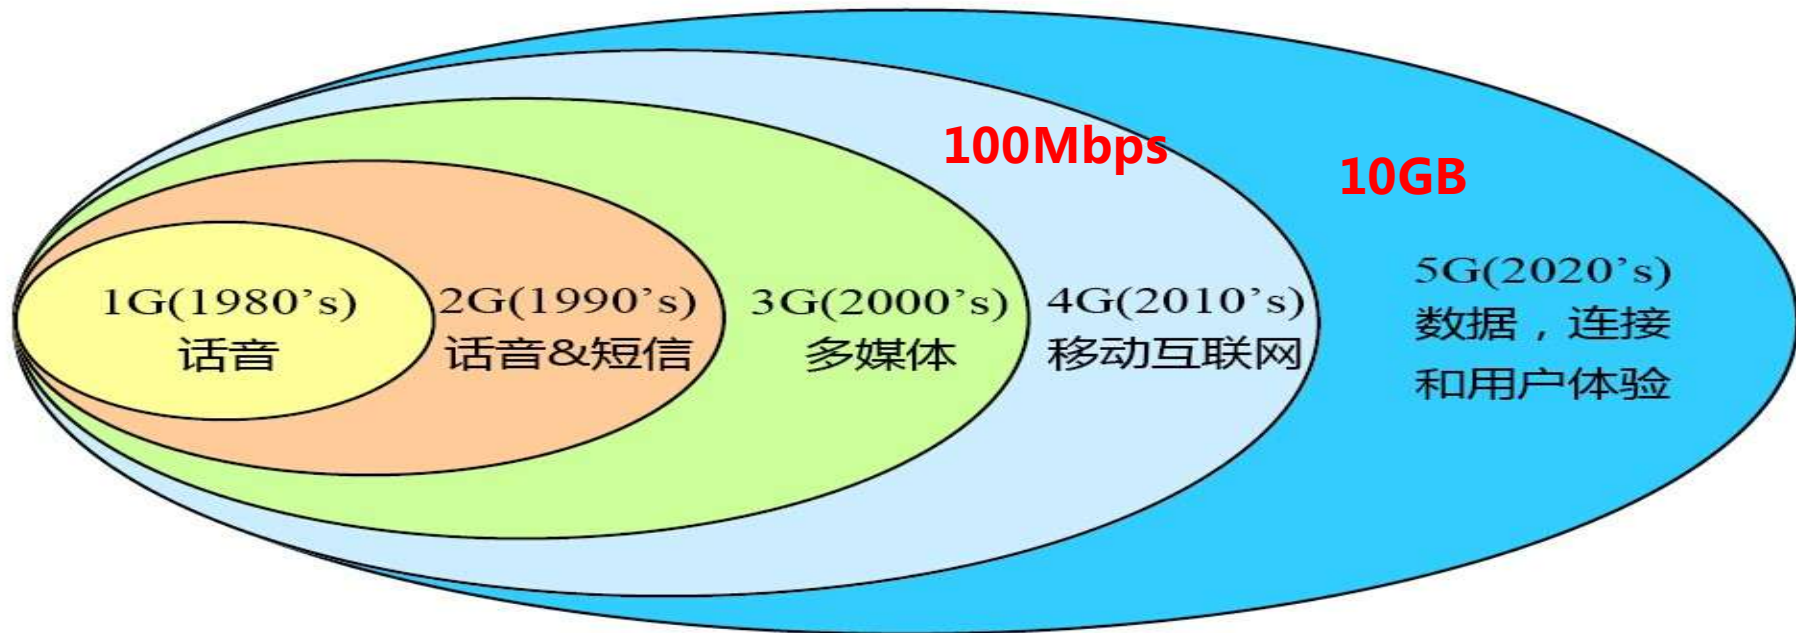 1G(1980's)
话音
2G(1990's)
话音&短信
3G(2000's)
多媒体
100Mbps
4G(2010's)
移动互联网
10GB
5G(2020's)
数据，连接
和用户体验